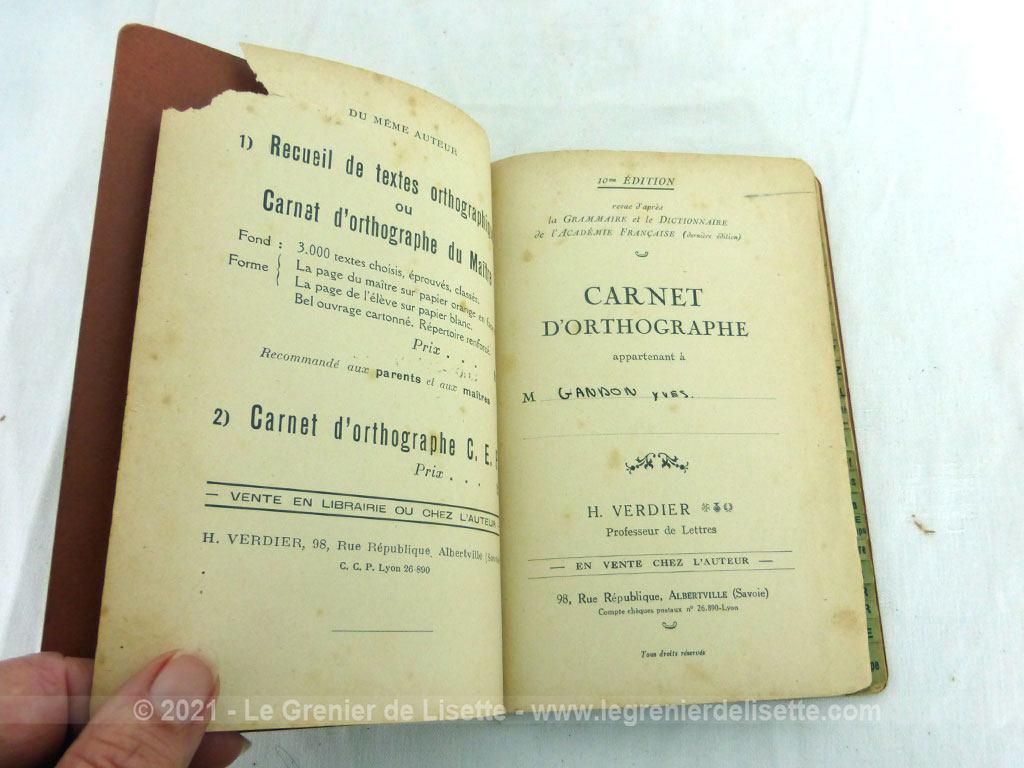 DU MÊME AUTEUR
1) Recueil de textes
ou
Carnet d'orthographe du
Fond : 3.000 textes choisis, éprouvés, classés.
Forme { La page du maître sur papier orange en
La page de l'élève sur papier blanc.
Bel ouvrage cartonné. Répertoire
Prix . . .
Recommandé aux parents et aux maîtres
2) Carnet d'orthographe C. E.
Prix . . .
— VENTE EN LIBRAIRIE OU CHEZ L'AUTEUR
H. VERDIER, 98, Rue République, Albertville
C. C. P. Lyon 26-890
10me ÉDITION
revue d'après
la GRAMMAIRE et le DICTIONNAIRE
de l'ACADÉMIE FRANÇAISE (dernière édition)
CARNET
D'ORTHOGRAPHE
appartenant à
M GANDON YVES.
H. VERDIER
Professeur de Lettres
— EN VENTE CHEZ L'AUTEUR —
98, Rue République, ALBERTVILLE (Savoie)
Compte chèques postaux n° 26.890-Lyon
Tous droits réservés
© 2021 - Le Grenier de Lisette - www.legrenierdelisette.com